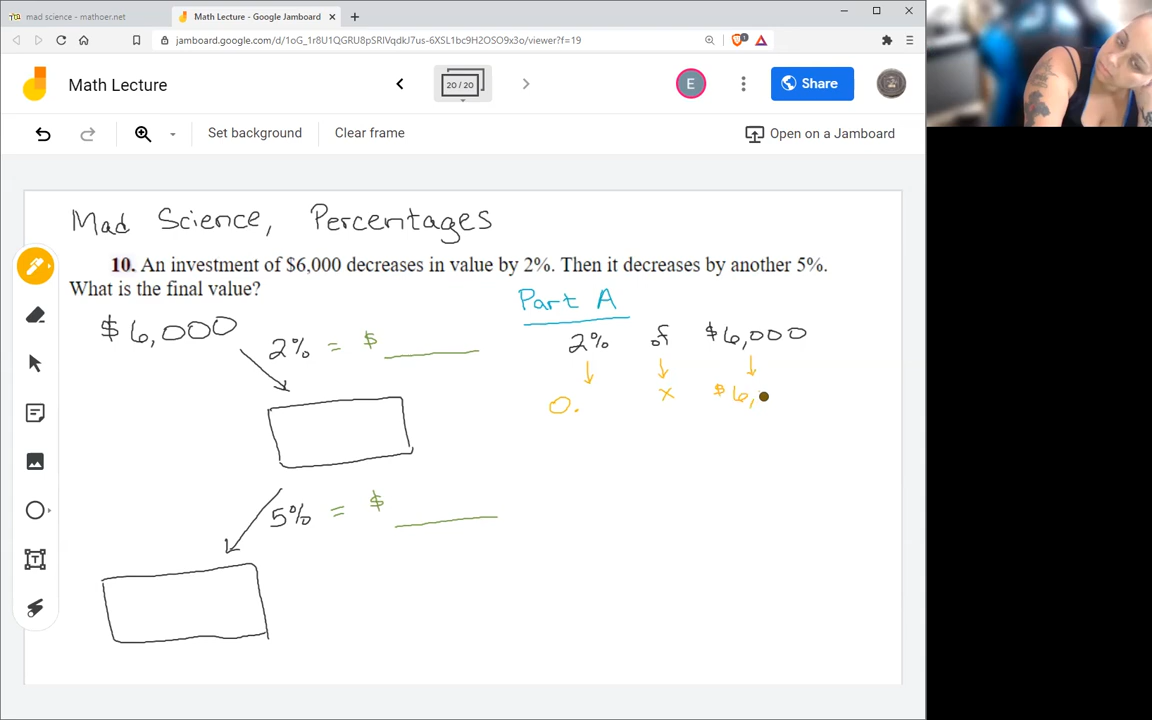 mad science - mathoer.net
Math Lecture - Google Jamboard
jamboard.google.com/d/1oG_1r8U1QGRU8pSRIVqdkJ7us-6XSL1bc9H2OSO9x3o/viewer?f=19
1
Math Lecture
20 / 20
E
Share
Set background
Clear frame
Open on a Jamboard
Mad Science, Percentages
10. An investment of $6,000 decreases in value by 2%. Then it decreases by another 5%.
What is the final value?
Part A
$6,000
2% = $
2% of $6,000
0. x $6,
5% = $